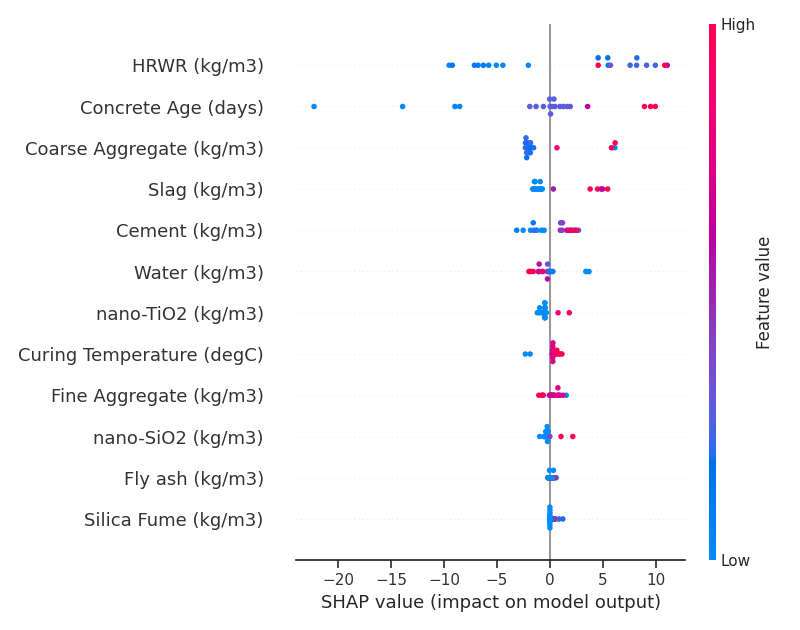 High
HRWR (kg/m3)
Concrete Age (days)
Coarse Aggregate (kg/m3)
Slag (kg/m3)
Cement (kg/m3)
Water (kg/m3)
nano-TiO2 (kg/m3)
Curing Temperature (degC)
Fine Aggregate (kg/m3)
nano-SiO2 (kg/m3)
Fly ash (kg/m3)
Silica Fume (kg/m3)
Feature value
Low
−20 −15 −10 −5 0 5 10
SHAP value (impact on model output)